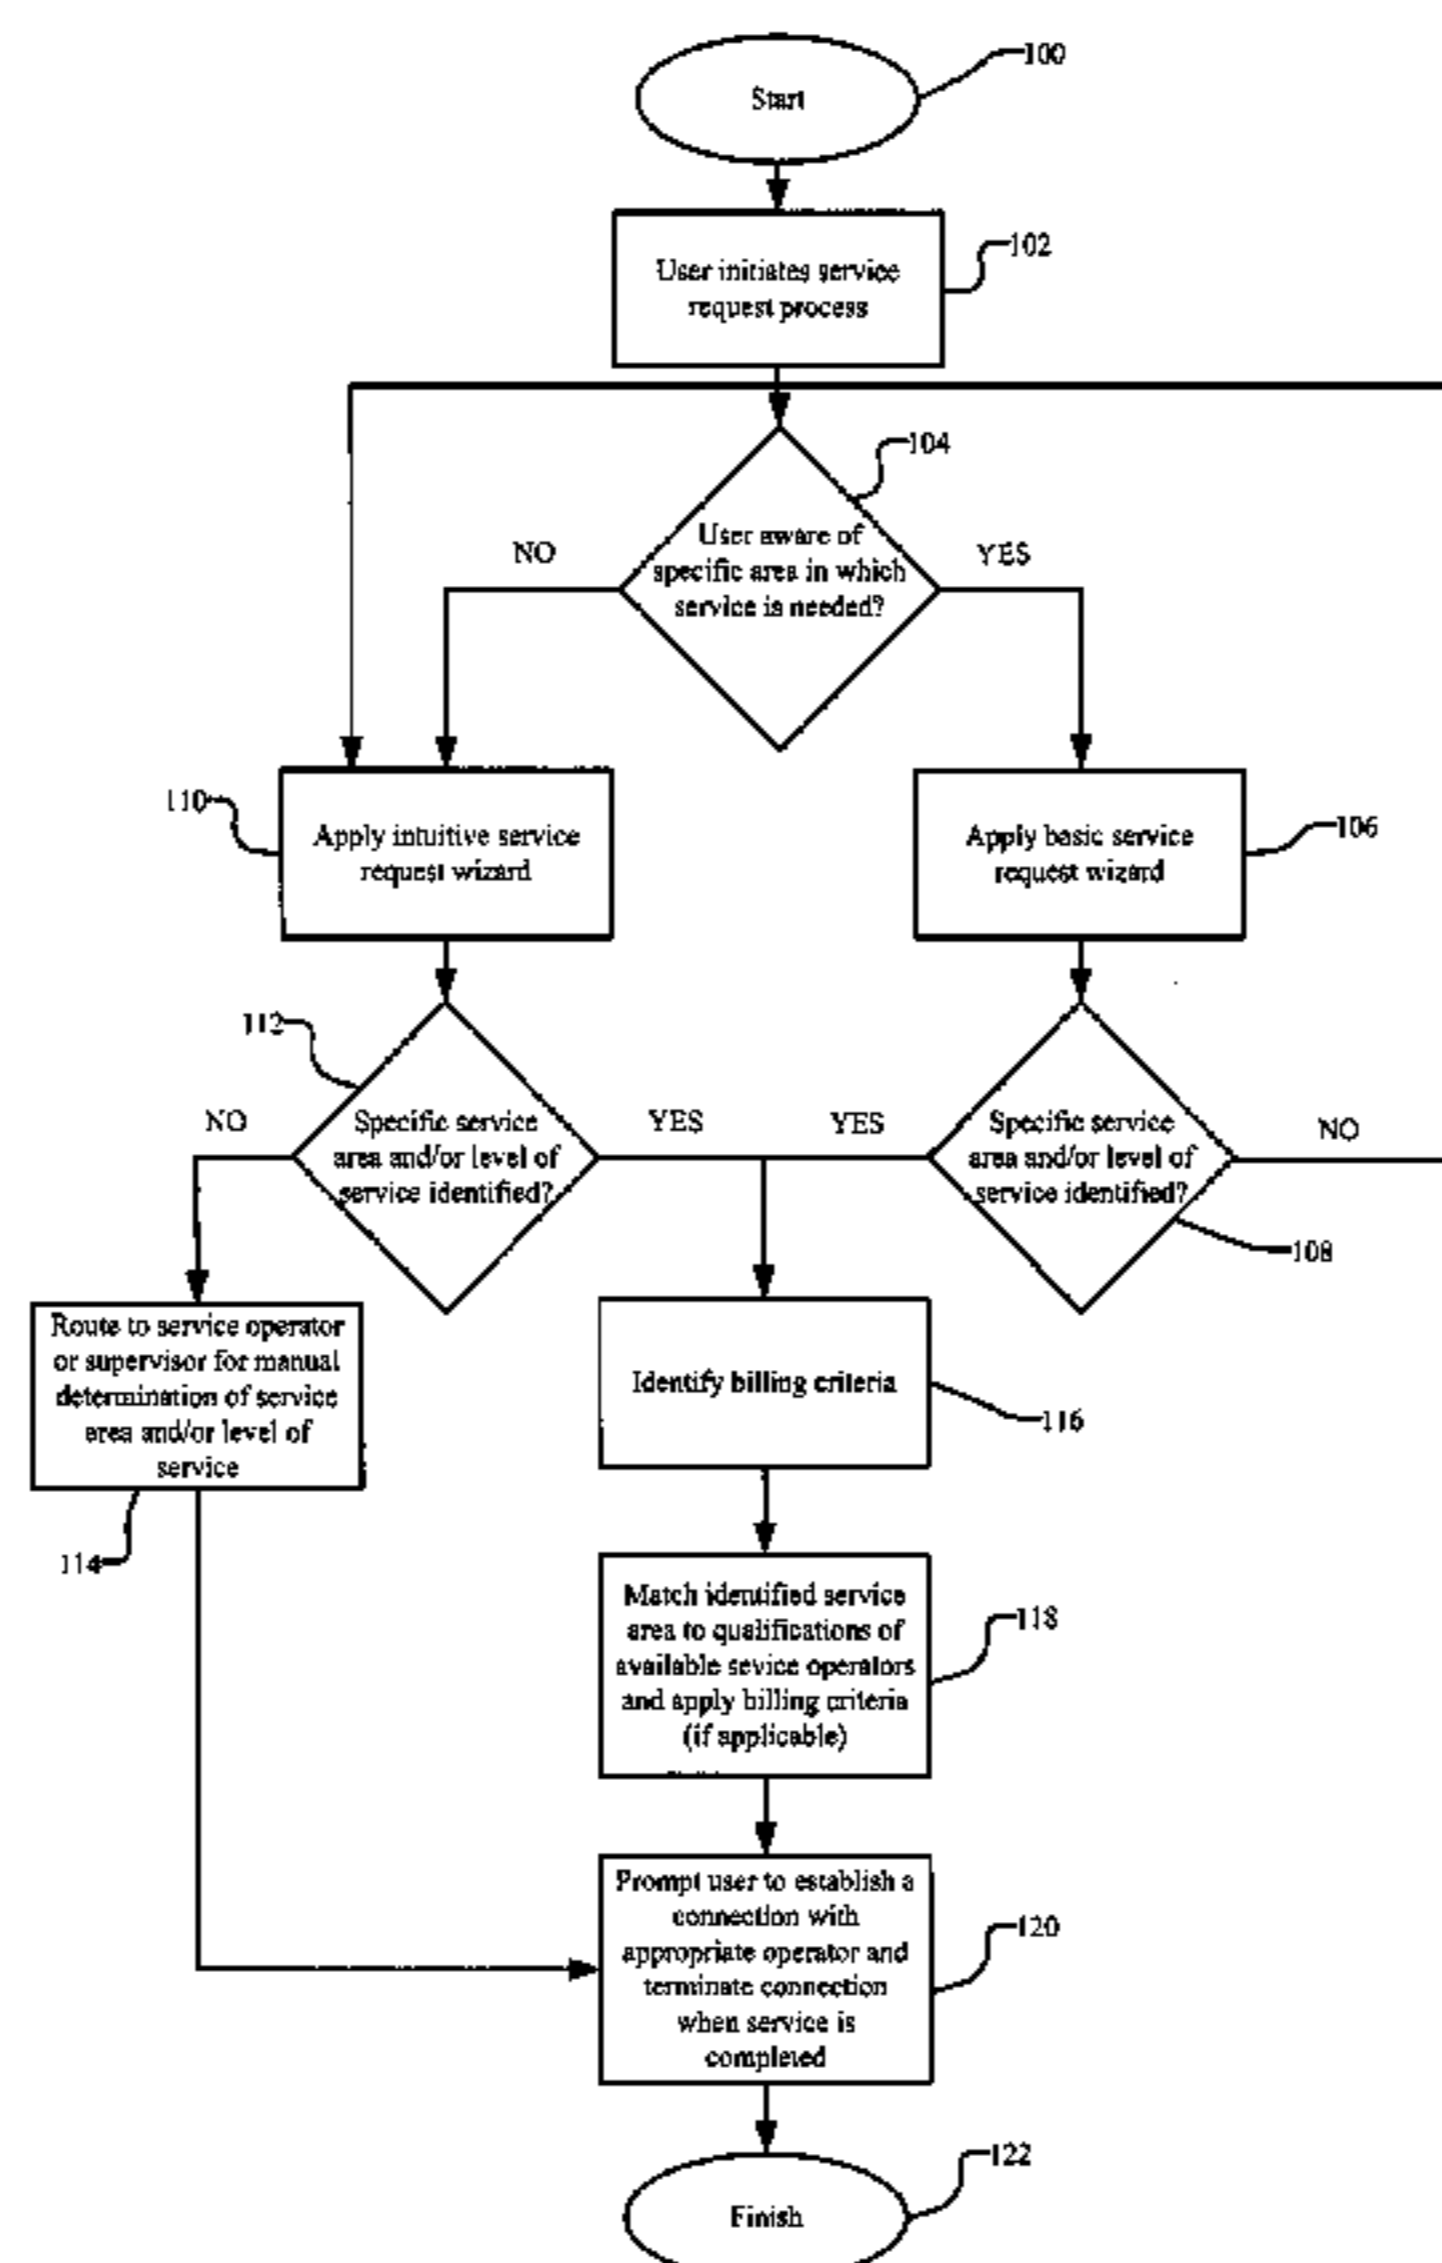 100
Start
102
User initiates service
request process
104
User aware of
specific area in which
service is needed?
NO
YES
110
Apply intuitive service
request wizard
106
Apply basic service
request wizard
112
NO
Specific service
area and/or level of
service identified?
YES
YES
Specific service
area and/or level of
service identified?
NO
108
Route to service operator
or supervisor for manual
determination of service
area and/or level of
service
114
Identify billing criteria
116
Match identified service
area to qualifications of
available sevice operators
and apply billing criteria
(if applicable)
118
Prompt user to establish a
connection with
appropriate operator and
terminate connection
when service is
completed
120
122
Finish